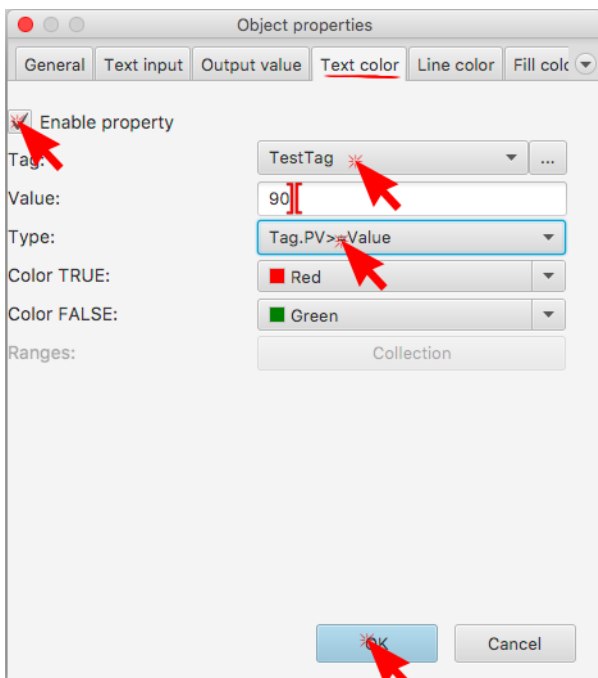 Object properties
General Text input Output value Text color Line color Fill colo
Enable property
Tag: TestTag ...
Value: 90
Type: Tag.PV>=Value
Color TRUE: Red
Color FALSE: Green
Ranges: Collection
OK Cancel